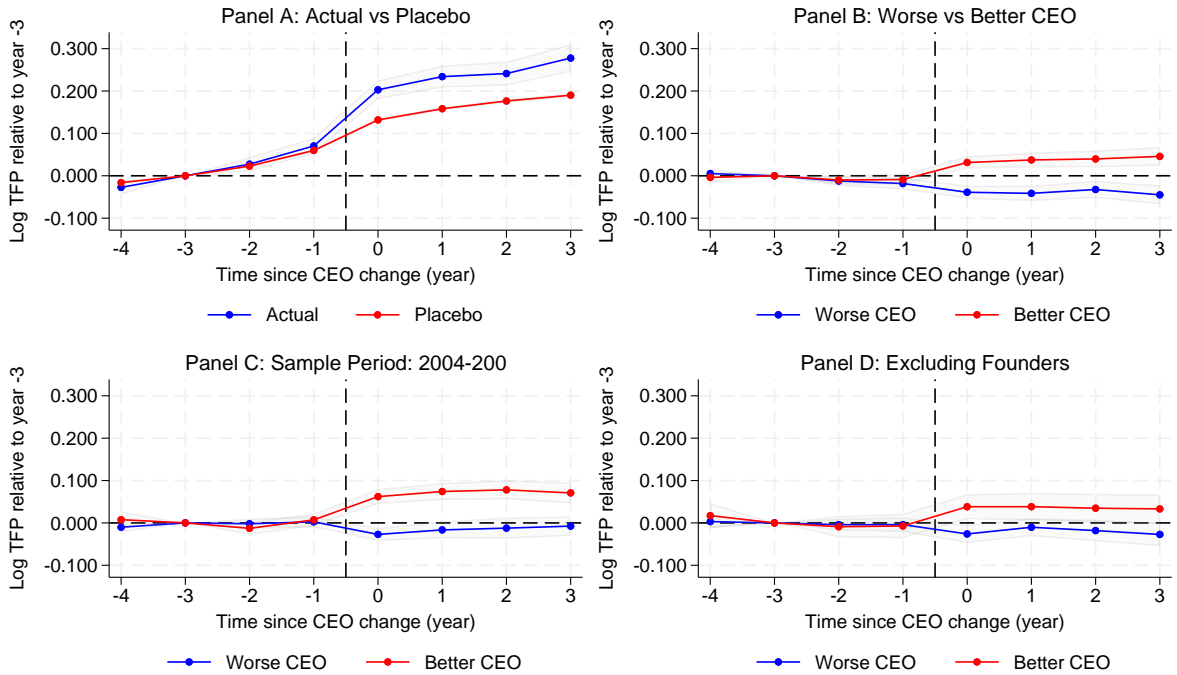 Panel A: Actual vs Placebo
Log TFP relative to year -3
0.300
0.200
0.100
0.000
-0.100
-4 -3 -2 -1 0 1 2 3
Time since CEO change (year)
Actual Placebo
Panel B: Worse vs Better CEO
Log TFP relative to year -3
0.300
0.200
0.100
0.000
-0.100
-4 -3 -2 -1 0 1 2 3
Time since CEO change (year)
Worse CEO Better CEO
Panel C: Sample Period: 2004-200
Log TFP relative to year -3
0.300
0.200
0.100
0.000
-0.100
-4 -3 -2 -1 0 1 2 3
Time since CEO change (year)
Worse CEO Better CEO
Panel D: Excluding Founders
Log TFP relative to year -3
0.300
0.200
0.100
0.000
-0.100
-4 -3 -2 -1 0 1 2 3
Time since CEO change (year)
Worse CEO Better CEO